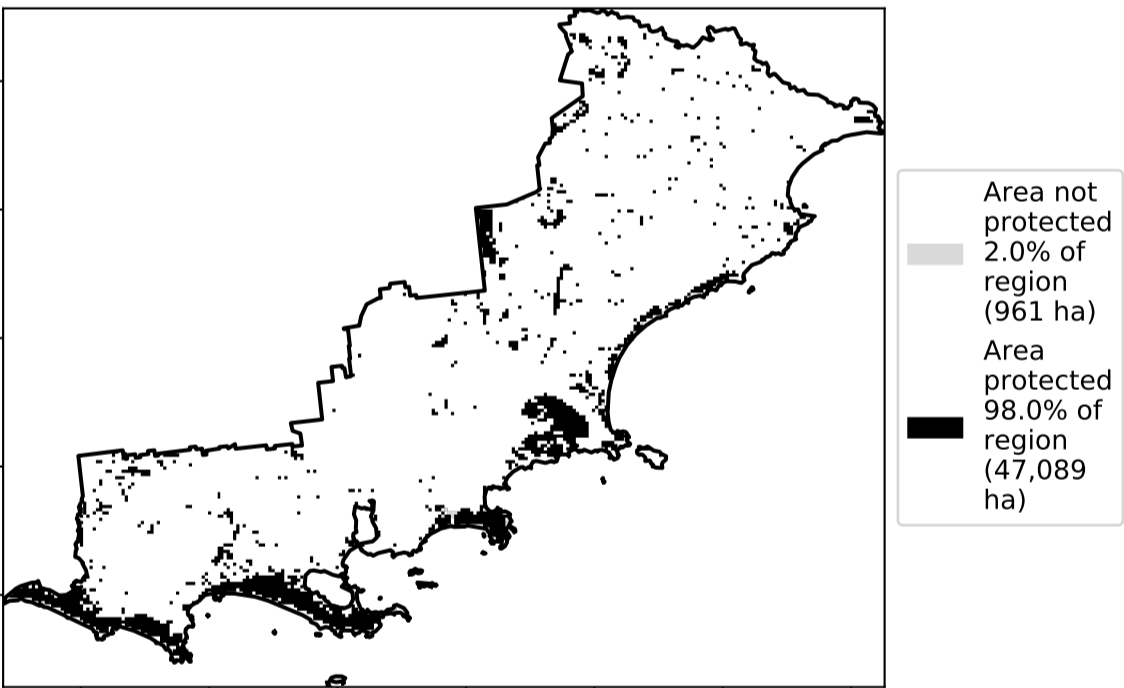 Area not
protected
2.0% of
region
(961 ha)
Area
protected
98.0% of
region
(47,089
ha)